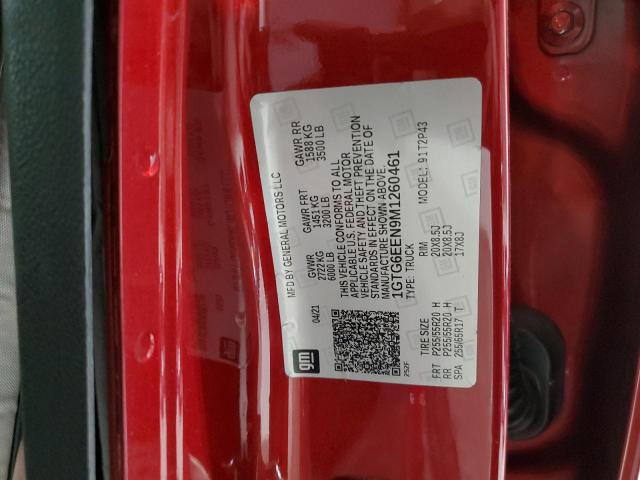 gm
MFD BY GENERAL MOTORS LLC
04/21 GVWR GAWR FRT GAWR RR
2722 KG 1451 KG 1588 KG
6000 LB 3200 LB 3500 LB
THIS VEHICLE CONFORMS TO ALL
APPLICABLE U.S. FEDERAL MOTOR
VEHICLE SAFETY AND THEFT PREVENTION
STANDARDS IN EFFECT ON THE DATE OF
MANUFACTURE SHOWN ABOVE.
1GTG6EEN9M1260461
TYPE: TRUCK MODEL: 91T2P43
TIRE SIZE RIM
FRT P255/55R20 H 20X8.5J
RR P255/55R20 H 20X8.5J
SPA 255/65R17 T 17X8J